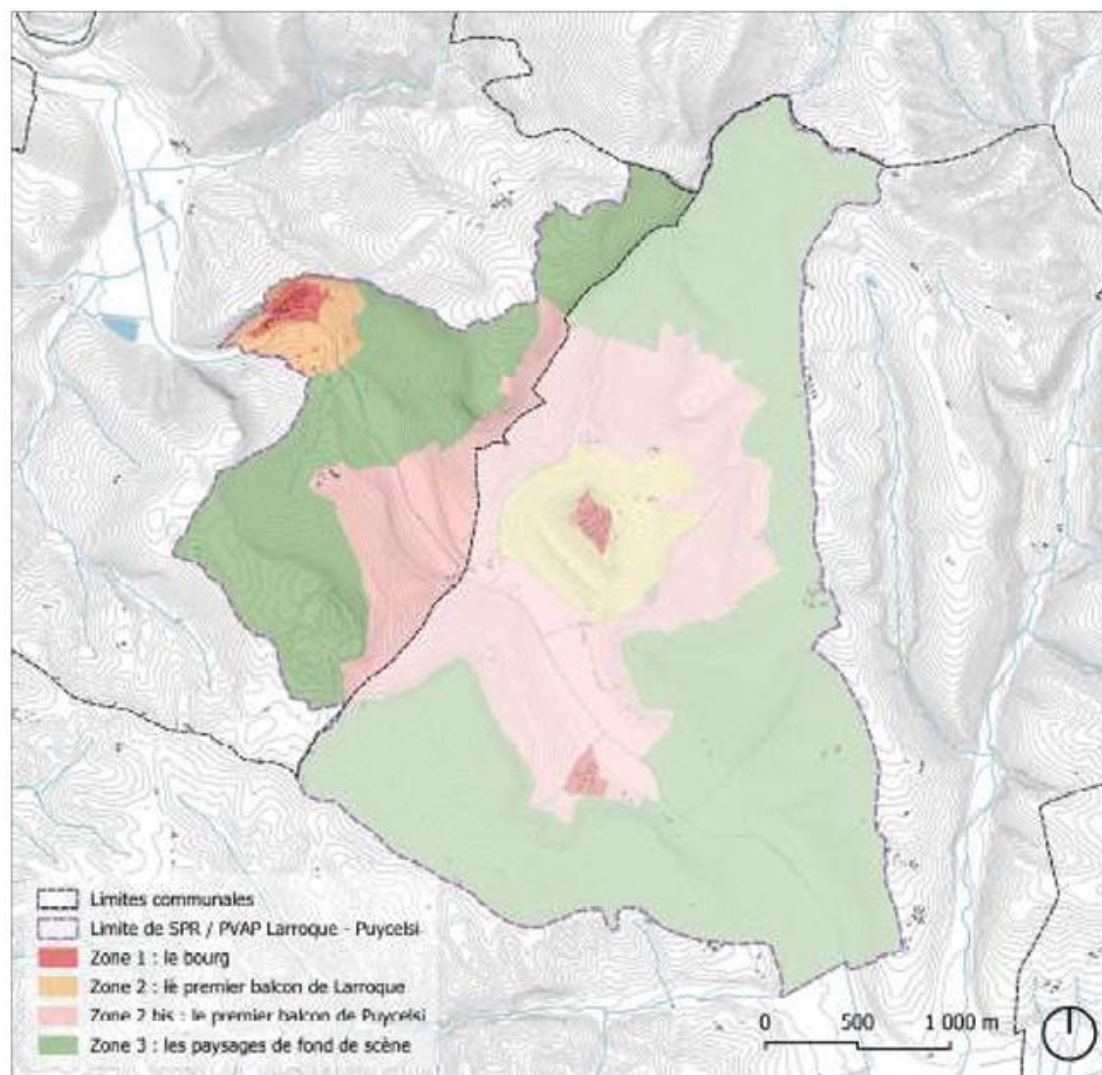 Limites communales
Limite de SPR / PVAP Larroque - Puycelsi
Zone 1 : le bourg
Zone 2 : le premier balcon de Larroque
Zone 2 bis : le premier balcon de Puycelsi
Zone 3 : les paysages de fond de scène
0 500 1 000 m